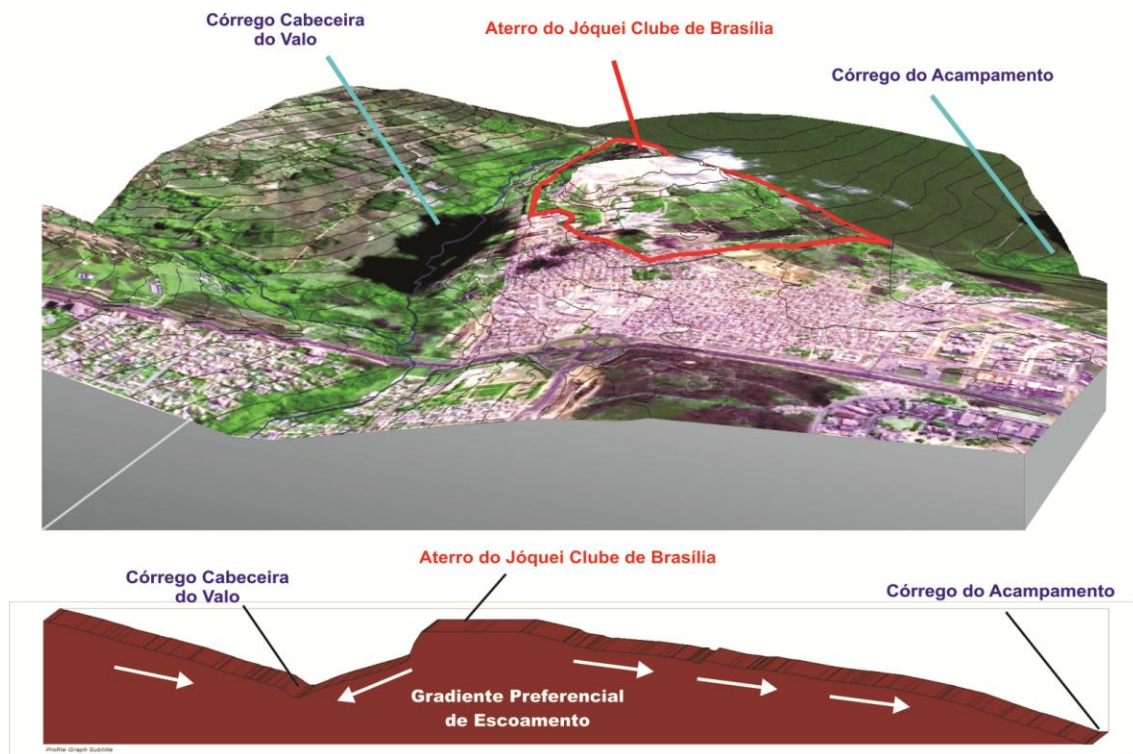 Córrego Cabeceira
do Valo
Aterro do Jóquei Clube de Brasília
Córrego do Acampamento
Aterro do Jóquei Clube de Brasília
Córrego Cabeceira
do Valo
Córrego do Acampamento
Gradiente Preferencial
de Escoamento
Profile Graph Subtitle